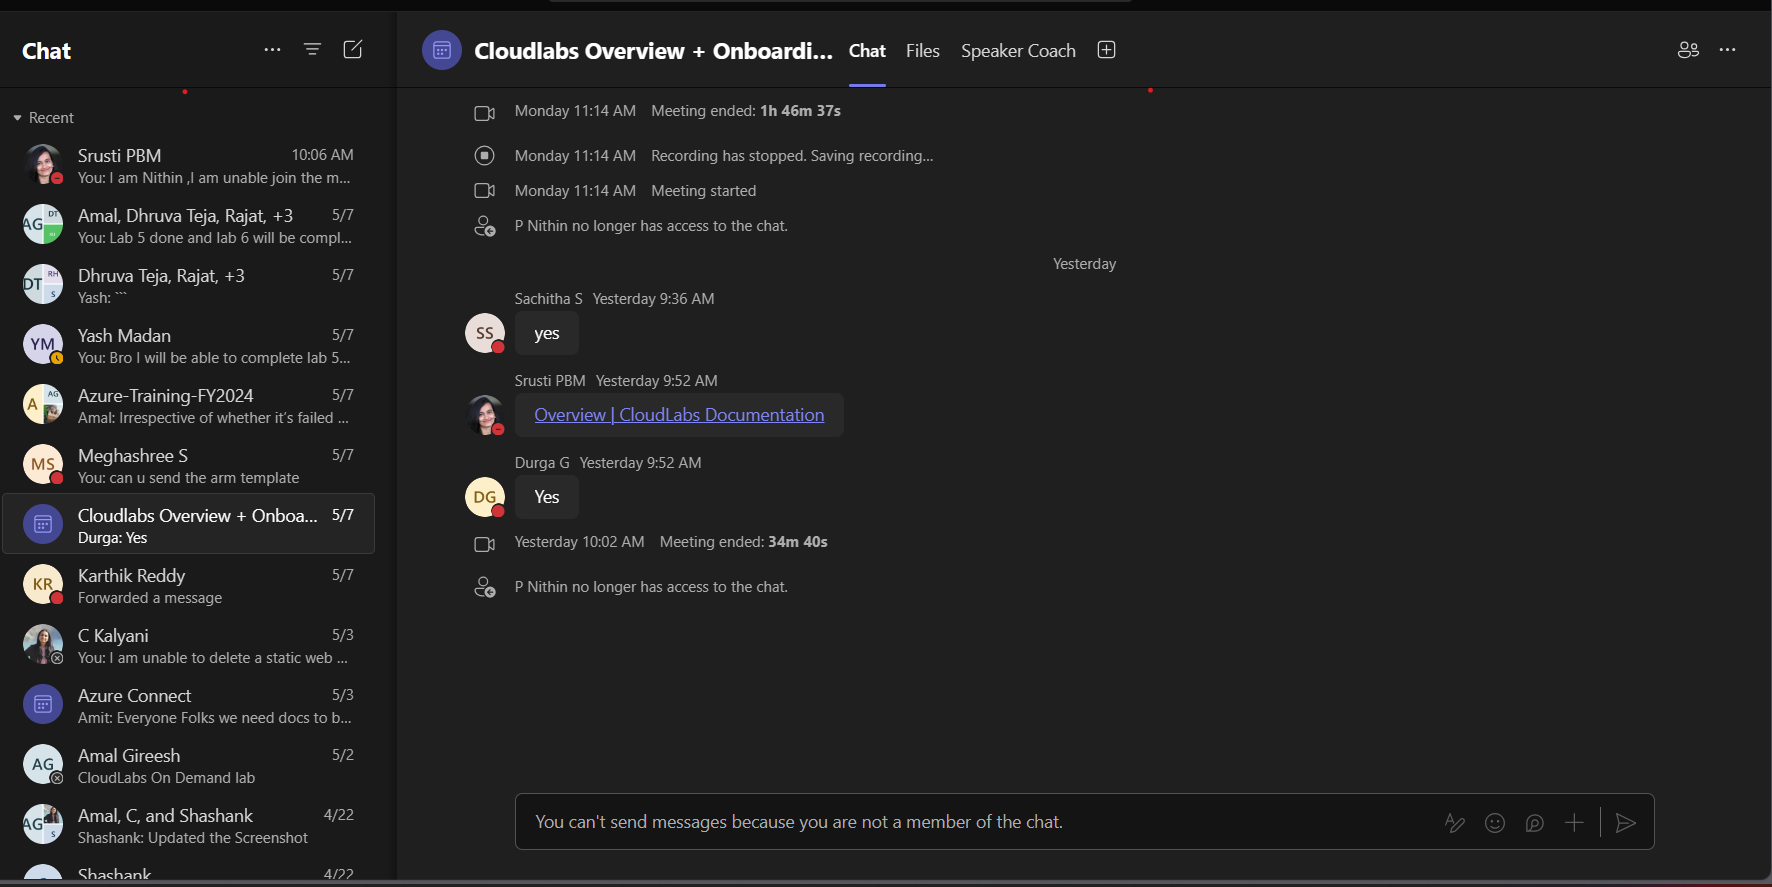 Chat
Recent
Srusti PBM 10:06 AM
You: I am Nithin ,I am unable join the m...
AG DT
Amal, Dhruva Teja, Rajat, +3 5/7
You: Lab 5 done and lab 6 will be compl...
DT RH S
Dhruva Teja, Rajat, +3 5/7
Yash: ```
YM
Yash Madan 5/7
You: Bro I will be able to complete lab 5...
A AG
Azure-Training-FY2024 5/7
Amal: Irrespective of whether it's failed ...
MS
Meghashree S 5/7
You: can u send the arm template
Cloudlabs Overview + Onboa... 5/7
Durga: Yes
KR
Karthik Reddy 5/7
Forwarded a message
C Kalyani 5/3
You: I am unable to delete a static web ...
Azure Connect 5/3
Amit: Everyone Folks we need docs to b...
AG
Amal Gireesh 5/2
CloudLabs On Demand lab
AG S
Amal, C, and Shashank 4/22
Shashank: Updated the Screenshot
Shashank 4/22
Cloudlabs Overview + Onboardi... Chat Files Speaker Coach
Monday 11:14 AM Meeting ended: 1h 46m 37s
Monday 11:14 AM Recording has stopped. Saving recording...
Monday 11:14 AM Meeting started
P Nithin no longer has access to the chat.
Yesterday
Sachitha S Yesterday 9:36 AM
SS
yes
Srusti PBM Yesterday 9:52 AM
Overview | CloudLabs Documentation
Durga G Yesterday 9:52 AM
DG
Yes
Yesterday 10:02 AM Meeting ended: 34m 40s
P Nithin no longer has access to the chat.
You can't send messages because you are not a member of the chat.